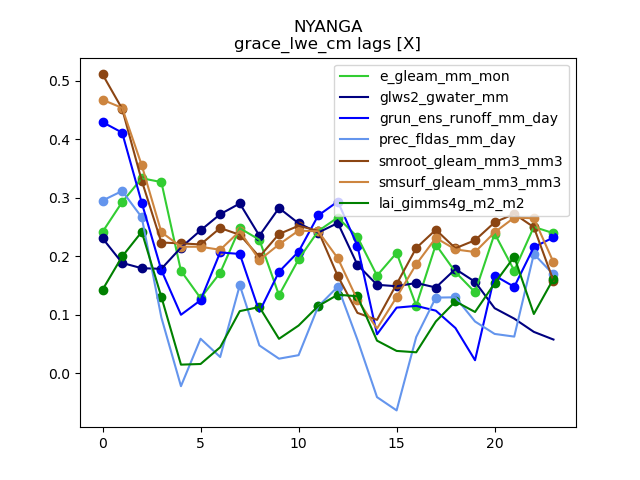 NYANGA
grace_lwe_cm lags [X]
e_gleam_mm_mon
glws2_gwater_mm
grun_ens_runoff_mm_day
prec_fldas_mm_day
smroot_gleam_mm3_mm3
smsurf_gleam_mm3_mm3
lai_gimms4g_m2_m2
0.5
0.4
0.3
0.2
0.1
0.0
0 5 10 15 20